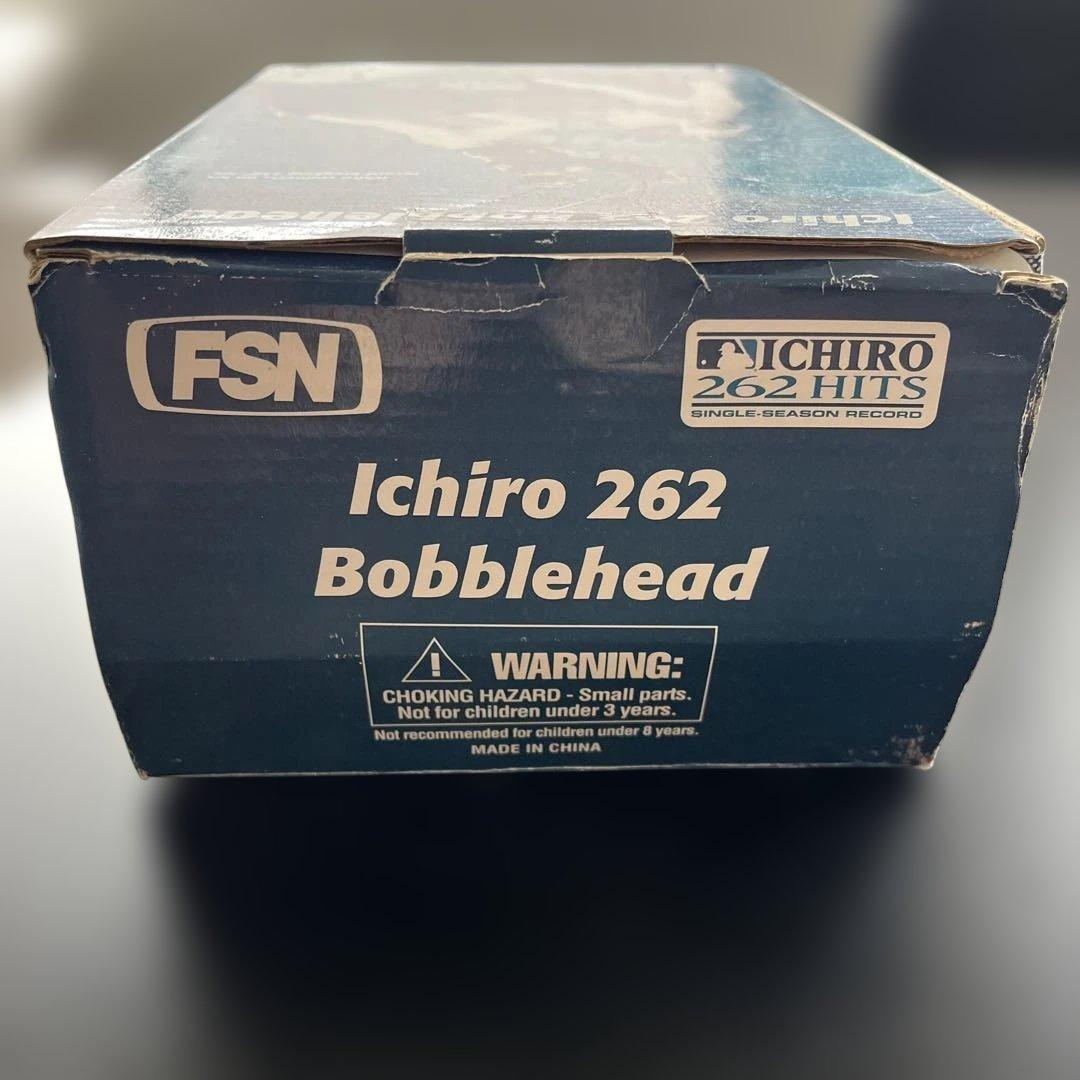 FSN
ICHIRO
262 HITS
SINGLE-SEASON RECORD
Ichiro 262
Bobblehead
! WARNING:
CHOKING HAZARD - Small parts.
Not for children under 3 years.
Not recommended for children under 8 years.
MADE IN CHINA